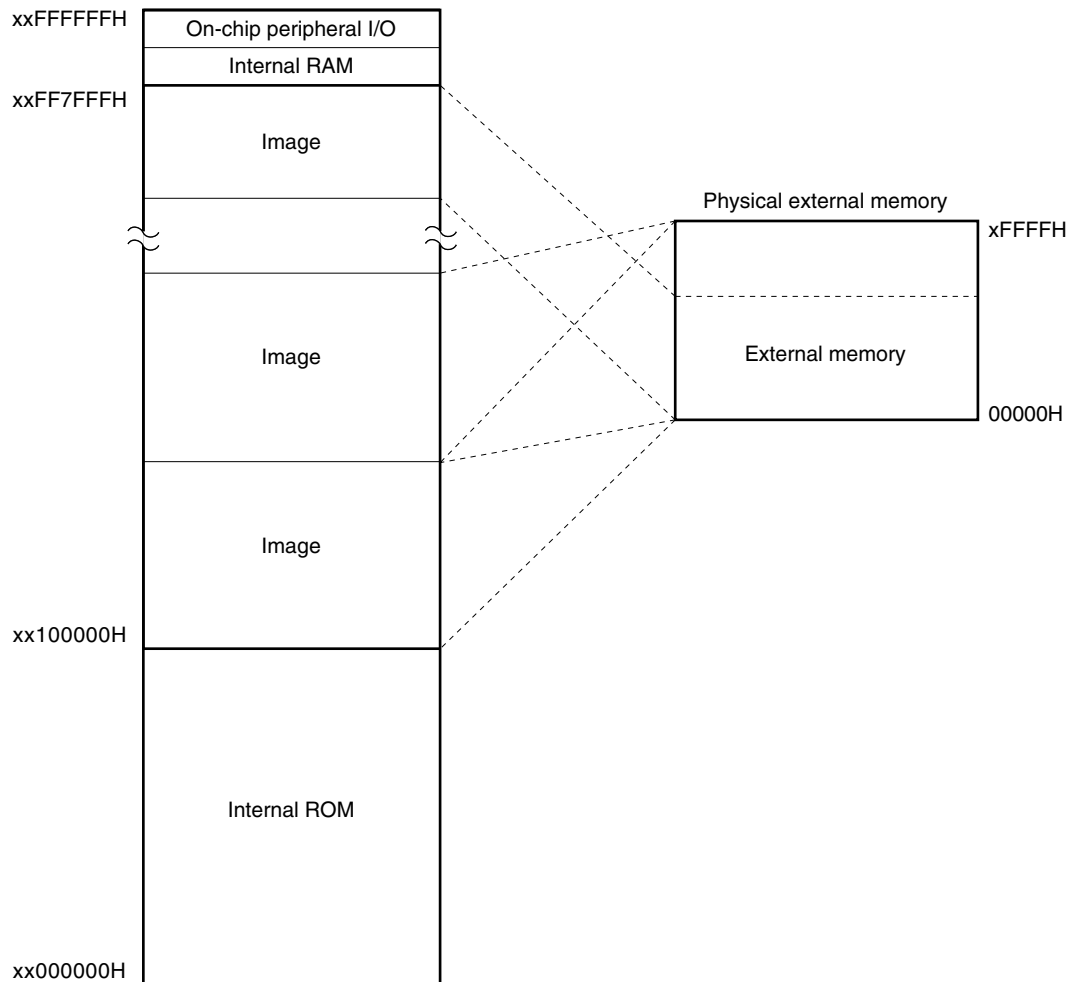 xxFFFFFFH
On-chip peripheral I/O
Internal RAM
xxFF7FFFH
Image
Physical external memory
xFFFFH
Image
External memory
00000H
Image
xx100000H
Internal ROM
xx000000H